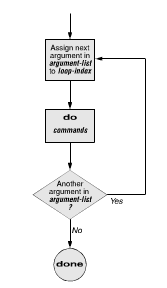 Assign next
argument in
argument-list
to loop-index
do
commands
Another
argument in
argument-list
?
Yes
No
done